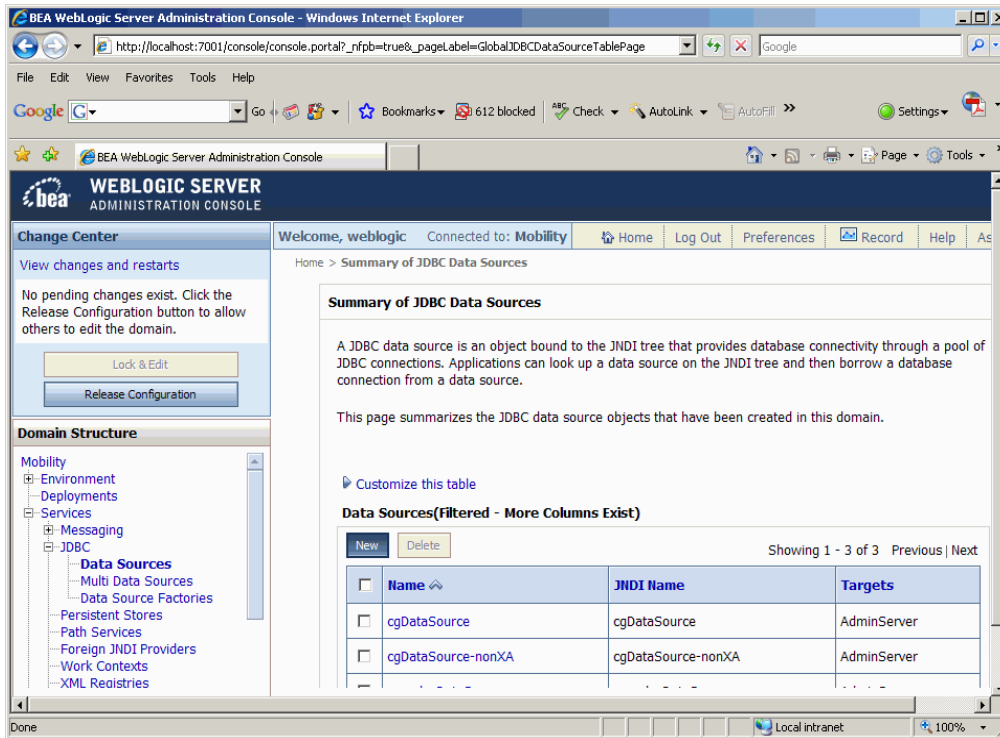 BEA WebLogic Server Administration Console - Windows Internet Explorer
http://localhost:7001/console/console.portal?_nfpb=true&_pageLabel=GlobalJDBCDataSourceTablePage
Google
File Edit View Favorites Tools Help
Google G Go Bookmarks 612 blocked ABC Check AutoLink AutoFill >> Settings
BEA WebLogic Server Administration Console
Page Tools
bea WEBLOGIC SERVER
ADMINISTRATION CONSOLE
Change Center
View changes and restarts
No pending changes exist. Click the
Release Configuration button to allow
others to edit the domain.
Lock & Edit
Release Configuration
Domain Structure
Mobility
Environment
Deployments
Services
Messaging
JDBC
Data Sources
Multi Data Sources
Data Source Factories
Persistent Stores
Path Services
Foreign JNDI Providers
Work Contexts
XML Registries
Welcome, weblogic Connected to: Mobility Home Log Out Preferences Record Help As
Home > Summary of JDBC Data Sources
Summary of JDBC Data Sources
A JDBC data source is an object bound to the JNDI tree that provides database connectivity through a pool of
JDBC connections. Applications can look up a data source on the JNDI tree and then borrow a database
connection from a data source.
This page summarizes the JDBC data source objects that have been created in this domain.
Customize this table
Data Sources(Filtered - More Columns Exist)
New Delete Showing 1 - 3 of 3 Previous | Next
Name JNDI Name Targets
cgDataSource cgDataSource AdminServer
cgDataSource-nonXA cgDataSource-nonXA AdminServer
Done Local intranet 100%